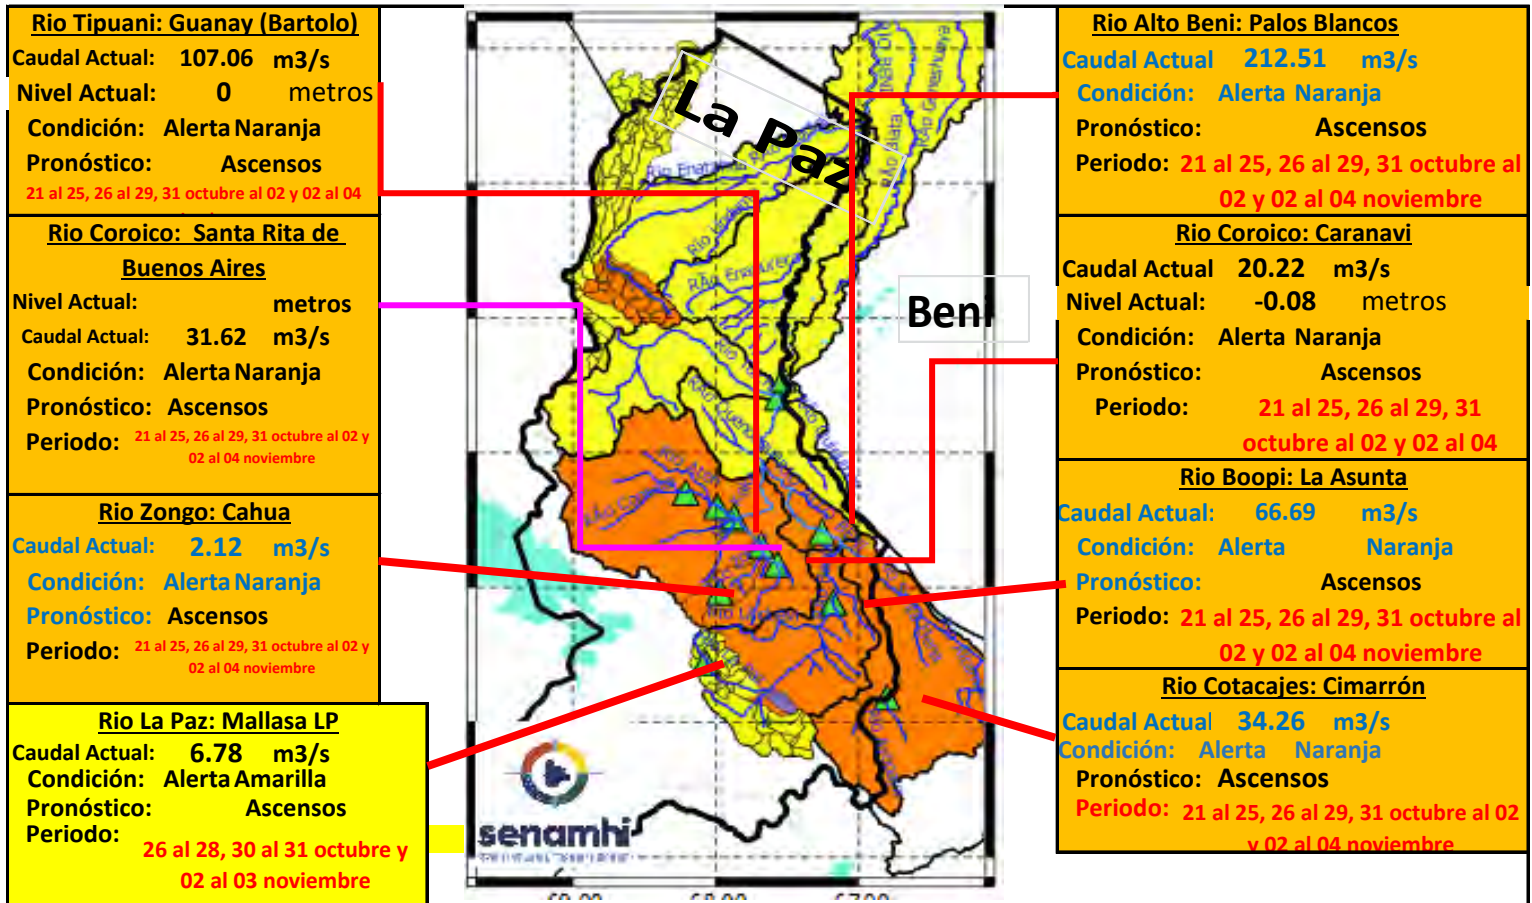 Rio Tipuani: Guanay (Bartolo)
Caudal Actual: 107.06 m3/s
Nivel Actual: 0 metros
Condición: Alerta Naranja
Pronóstico: Ascensos
21 al 25, 26 al 29, 31 octubre al 02 y 02 al 04
Rio Coroico: Santa Rita de
Buenos Aires
Nivel Actual: metros
Caudal Actual: 31.62 m3/s
Condición: Alerta Naranja
Pronóstico: Ascensos
Periodo: 21 al 25, 26 al 29, 31 octubre al 02 y
02 al 04 noviembre
Rio Zongo: Cahua
Caudal Actual: 2.12 m3/s
Condición: Alerta Naranja
Pronóstico: Ascensos
Periodo: 21 al 25, 26 al 29, 31 octubre al 02 y
02 al 04 noviembre
Rio La Paz: Mallasa LP
Caudal Actual: 6.78 m3/s
Condición: Alerta Amarilla
Pronóstico: Ascensos
Periodo:
26 al 28, 30 al 31 octubre y
02 al 03 noviembre
La Paz
Beni
senamhi
Rio Alto Beni: Palos Blancos
Caudal Actual 212.51 m3/s
Condición: Alerta Naranja
Pronóstico: Ascensos
Periodo: 21 al 25, 26 al 29, 31 octubre al
02 y 02 al 04 noviembre
Rio Coroico: Caranavi
Caudal Actual 20.22 m3/s
Nivel Actual: -0.08 metros
Condición: Alerta Naranja
Pronóstico: Ascensos
Periodo: 21 al 25, 26 al 29, 31
octubre al 02 y 02 al 04
Rio Boopi: La Asunta
Caudal Actual: 66.69 m3/s
Condición: Alerta Naranja
Pronóstico: Ascensos
Periodo: 21 al 25, 26 al 29, 31 octubre al
02 y 02 al 04 noviembre
Rio Cotacajes: Cimarrón
Caudal Actual 34.26 m3/s
Condición: Alerta Naranja
Pronóstico: Ascensos
Periodo: 21 al 25, 26 al 29, 31 octubre al 02
y 02 al 04 noviembre